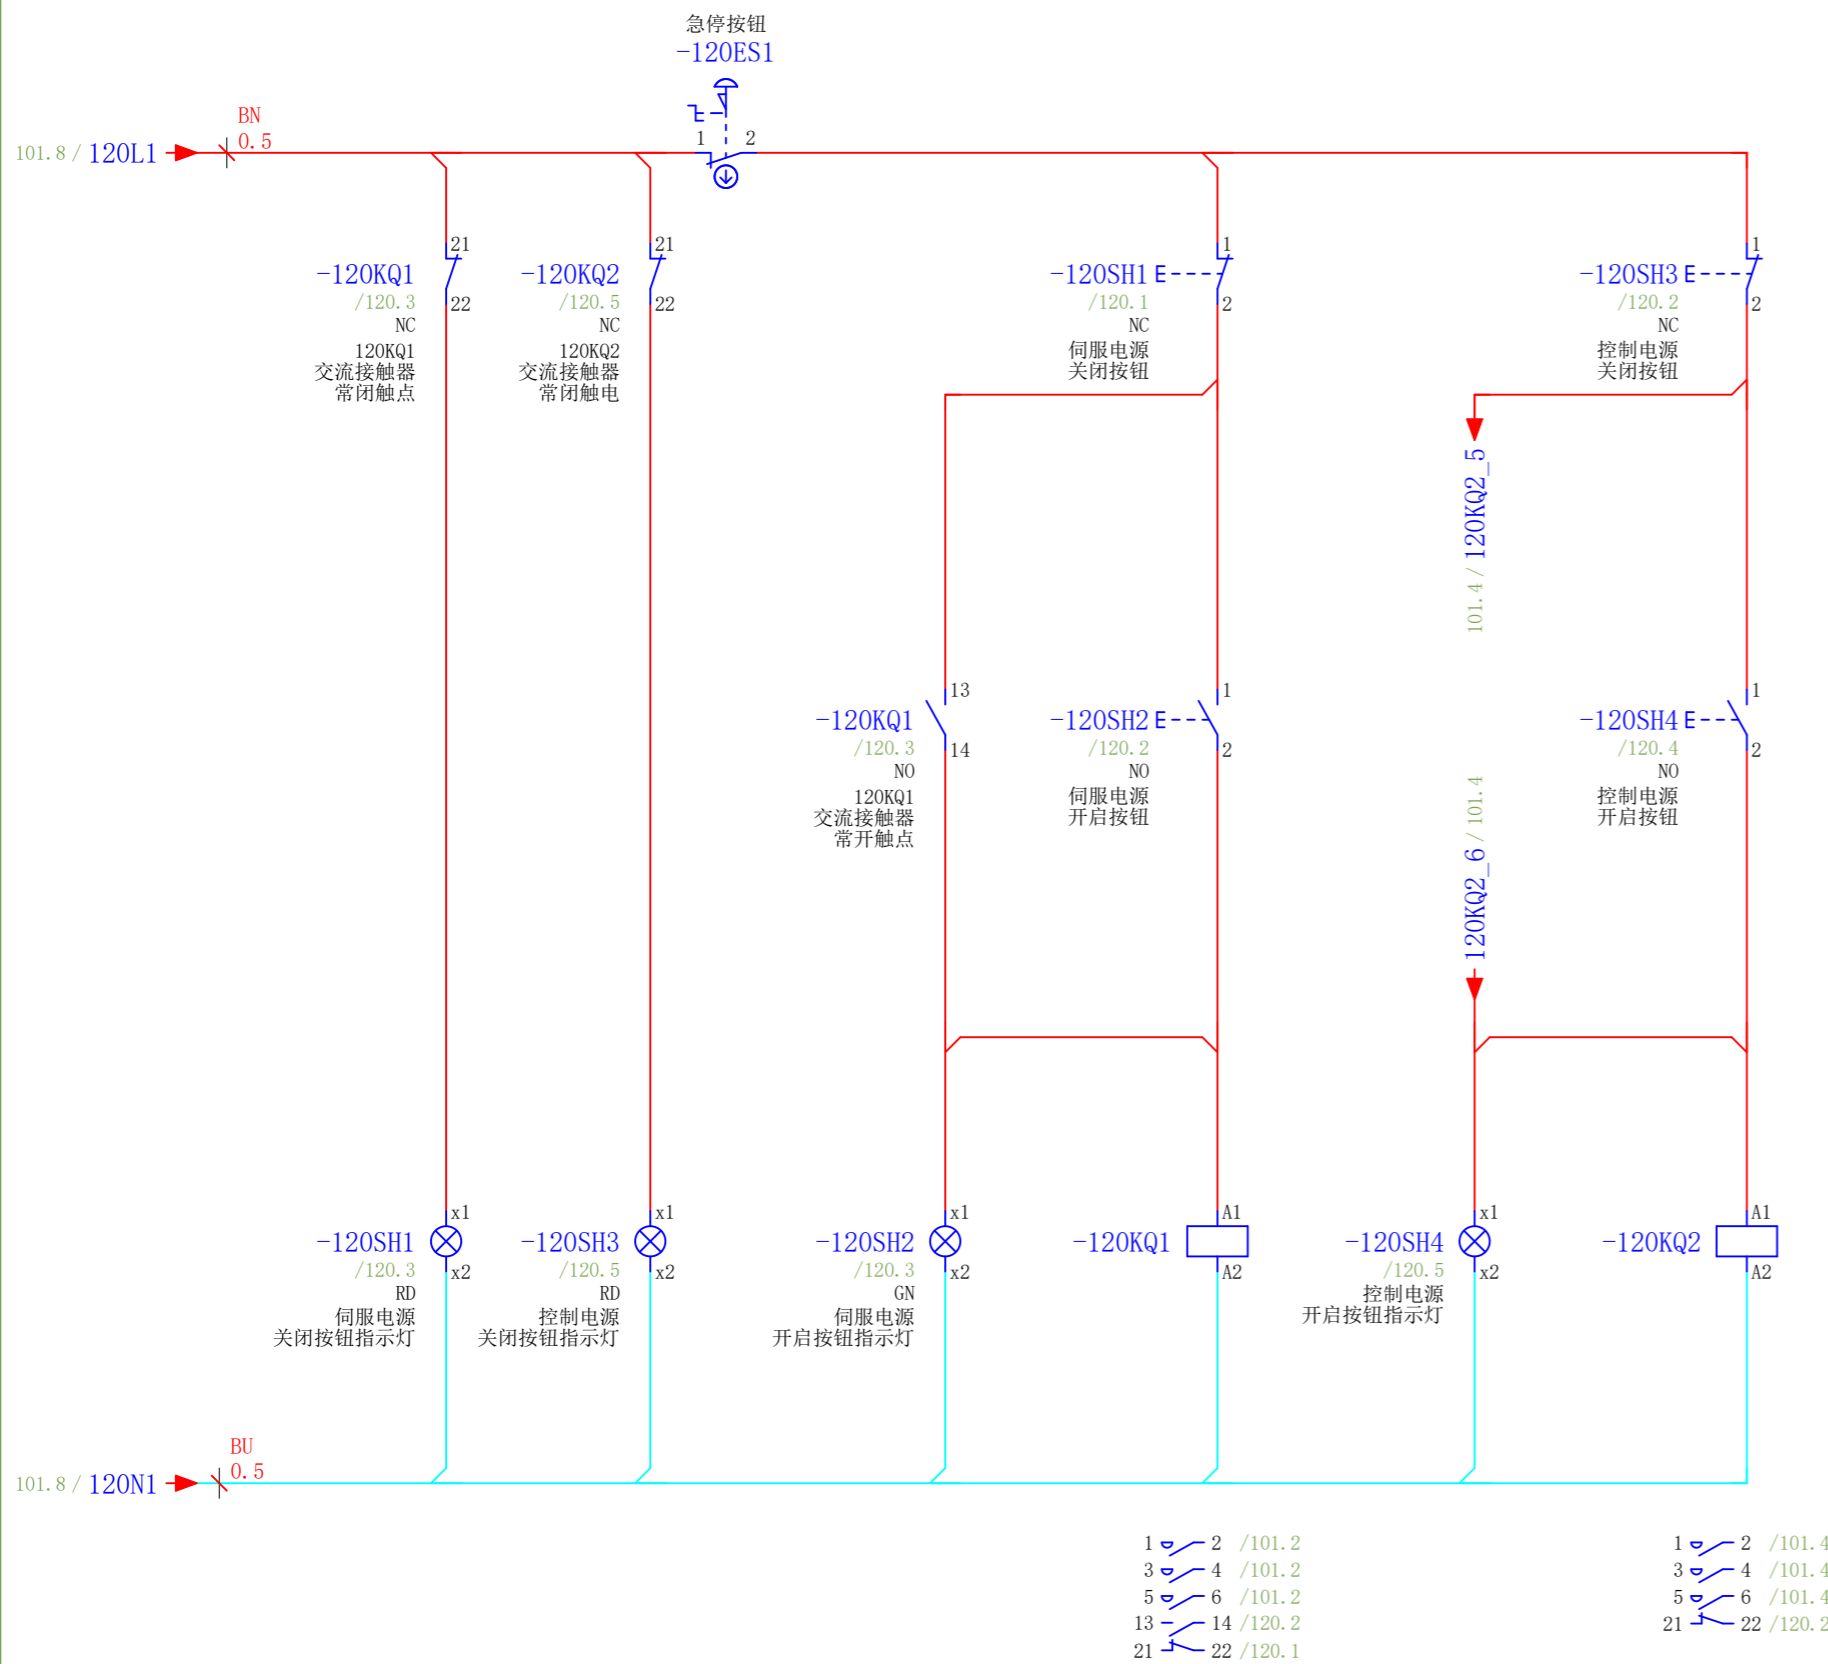 急停按钮
-120ES1
BN
0.5
101.8 / 120L1
1 2
21
-120KQ1
/120.3
22
NC
120KQ1
交流接触器
常闭触点
21
-120KQ2
/120.5
22
NC
120KQ2
交流接触器
常闭触电
1
-120SH1
/120.1
2
NC
伺服电源
关闭按钮
1
-120SH3
/120.2
2
NC
控制电源
关闭按钮
101.4 / 120KQ2_5
13
-120KQ1
/120.3
14
NO
120KQ1
交流接触器
常开触点
1
-120SH2
/120.2
2
NO
伺服电源
开启按钮
120KQ2_6 / 101.4
1
-120SH4
/120.4
2
NO
控制电源
开启按钮
x1
-120SH1
/120.3
x2
RD
伺服电源
关闭按钮指示灯
x1
-120SH3
/120.5
x2
RD
控制电源
关闭按钮指示灯
x1
-120SH2
/120.3
x2
GN
伺服电源
开启按钮指示灯
A1
-120KQ1
A2
x1
-120SH4
/120.5
x2
控制电源
开启按钮指示灯
A1
-120KQ2
A2
BU
0.5
101.8 / 120N1
1 2 /101.2
3 4 /101.2
5 6 /101.2
13 14 /120.2
21 22 /120.1
1 2 /101.4
3 4 /101.4
5 6 /101.4
21 22 /120.2